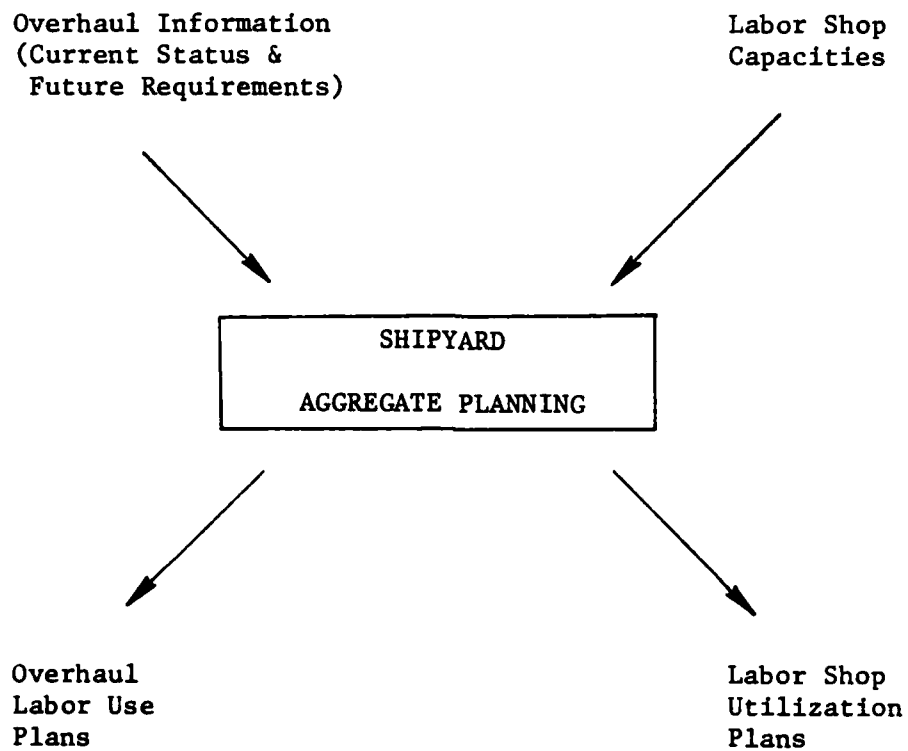 Overhaul Information
(Current Status &
Future Requirements)
Labor Shop
Capacities
SHIPYARD
AGGREGATE PLANNING
Overhaul
Labor Use
Plans
Labor Shop
Utilization
Plans